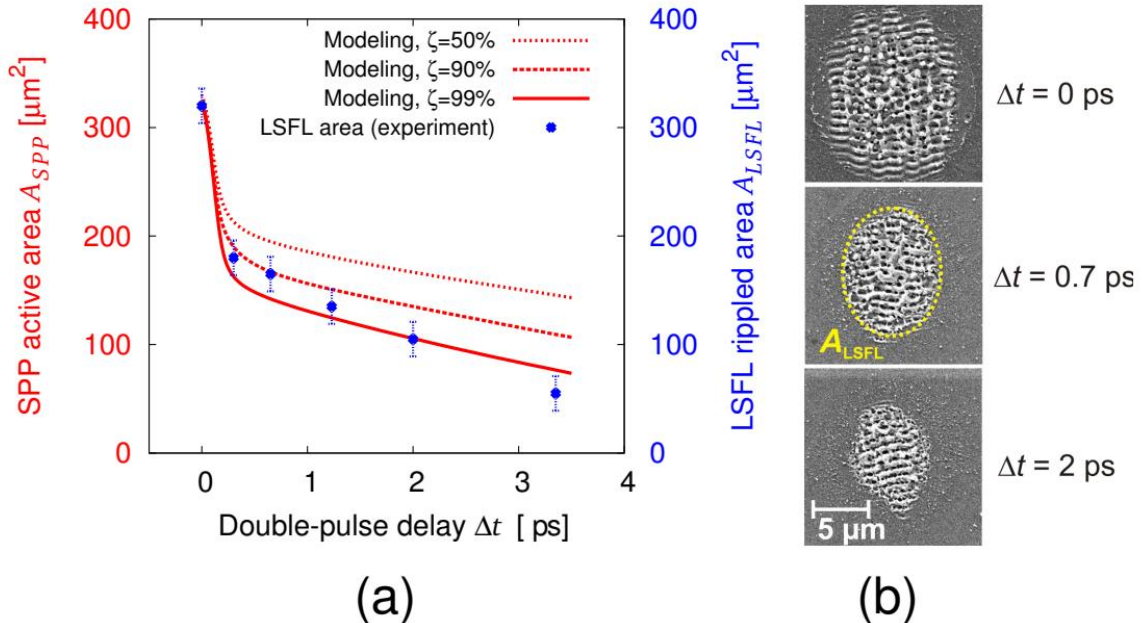 SPP active area A_SPP [μm²]
400
300
200
100
0
Modeling, ζ=50%
Modeling, ζ=90%
Modeling, ζ=99%
LSFL area (experiment)
0 1 2 3 4
Double-pulse delay Δt [ ps]
400
300
200
100
0
LSFL rippled area A_LSFL [μm²]
(a)
Δt = 0 ps
A_LSFL
Δt = 0.7 ps
5 μm
Δt = 2 ps
(b)